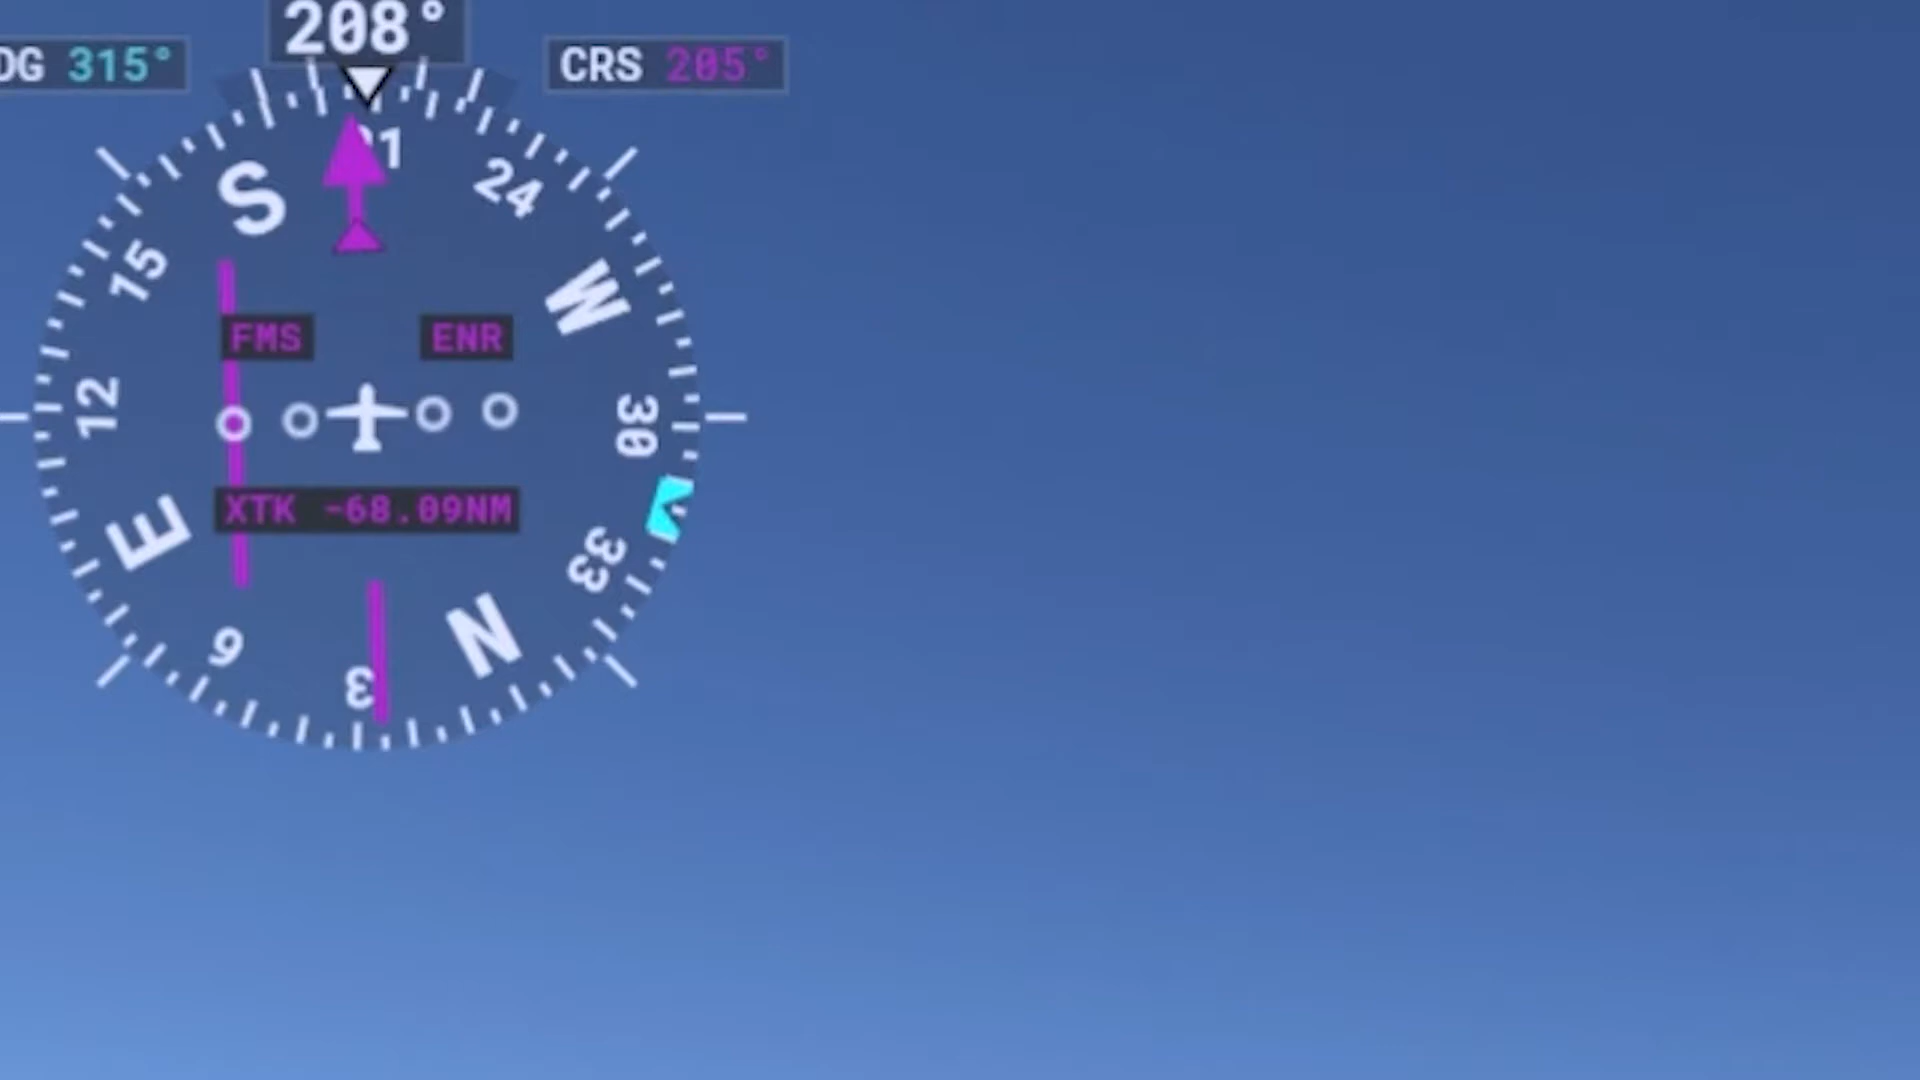 208°
DG 315°
CRS 205°
21
24
S
W
15
FMS ENR
12
30
XTK -68.09NM
E
33
6
N
3